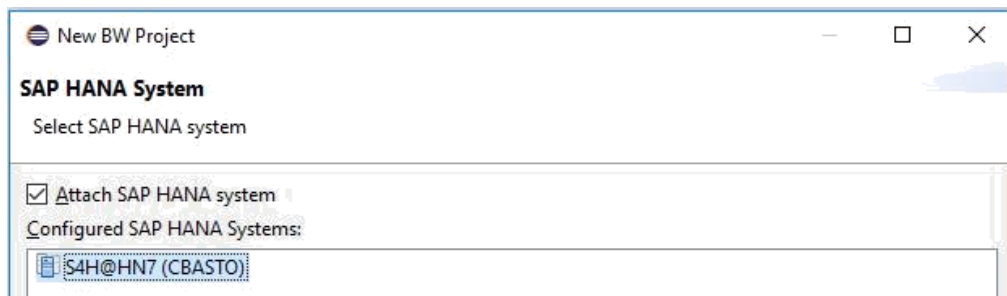 New BW Project
SAP HANA System
Select SAP HANA system
Attach SAP HANA system
Configured SAP HANA Systems:
S4H@HN7 (CBASTO)